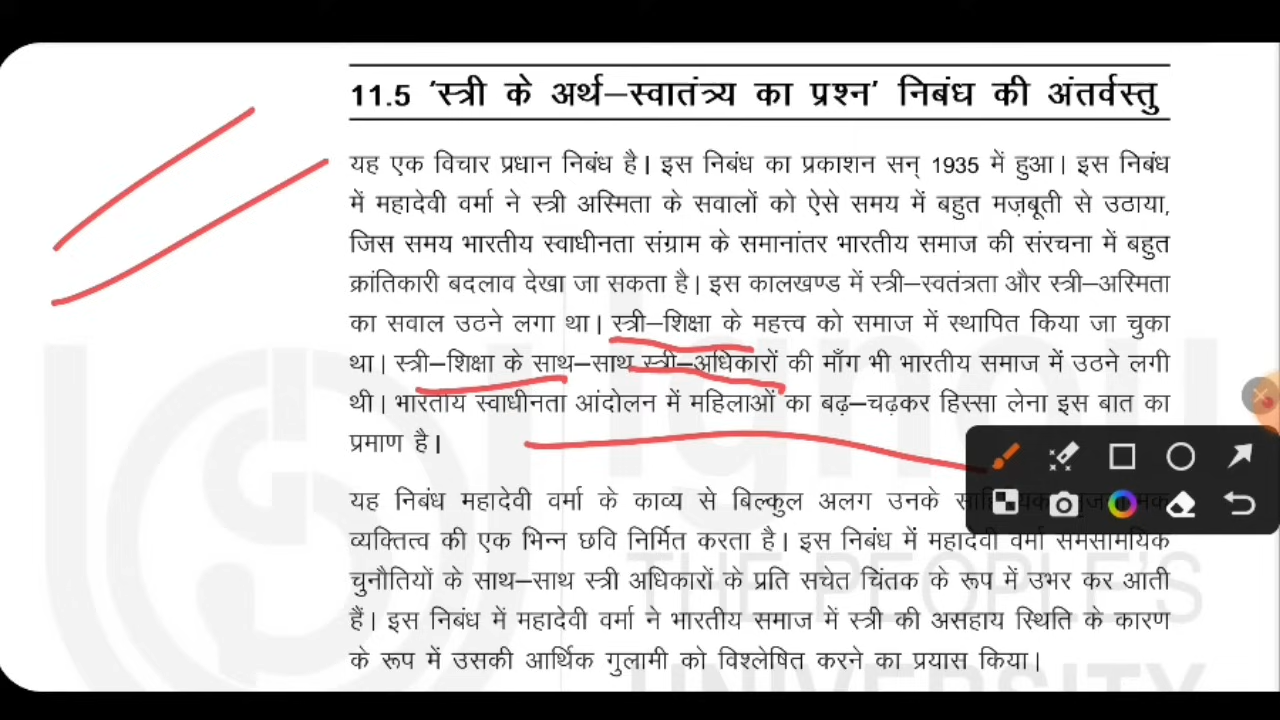 11.5 'स्त्री के अर्थ–स्वातंत्र्य का प्रश्न' निबंध की अंतर्वस्तु
यह एक विचार प्रधान निबंध है। इस निबंध का प्रकाशन सन् 1935 में हुआ। इस निबंध
में महादेवी वर्मा ने स्त्री अस्मिता के सवालों को ऐसे समय में बहुत मज़बूती से उठाया,
जिस समय भारतीय स्वाधीनता संग्राम के समानांतर भारतीय समाज की संरचना में बहुत
क्रांतिकारी बदलाव देखा जा सकता है। इस कालखण्ड में स्त्री–स्वतंत्रता और स्त्री–अस्मिता
का सवाल उठने लगा था। स्त्री–शिक्षा के महत्त्व को समाज में स्थापित किया जा चुका
था। स्त्री–शिक्षा के साथ–साथ स्त्री–अधिकारों की माँग भी भारतीय समाज में उठने लगी
थी। भारतीय स्वाधीनता आंदोलन में महिलाओं का बढ़–चढ़कर हिस्सा लेना इस बात का
प्रमाण है।
यह निबंध महादेवी वर्मा के काव्य से बिल्कुल अलग उनके
व्यक्तित्व की एक भिन्न छवि निर्मित करता है। इस निबंध में महादेवी वर्मा समसामयिक
चुनौतियों के साथ–साथ स्त्री अधिकारों के प्रति सचेत चिंतक के रूप में उभर कर आती
हैं। इस निबंध में महादेवी वर्मा ने भारतीय समाज में स्त्री की असहाय स्थिति के कारण
के रूप में उसकी आर्थिक गुलामी को विश्लेषित करने का प्रयास किया।
ignou
THE PEOPLE'S